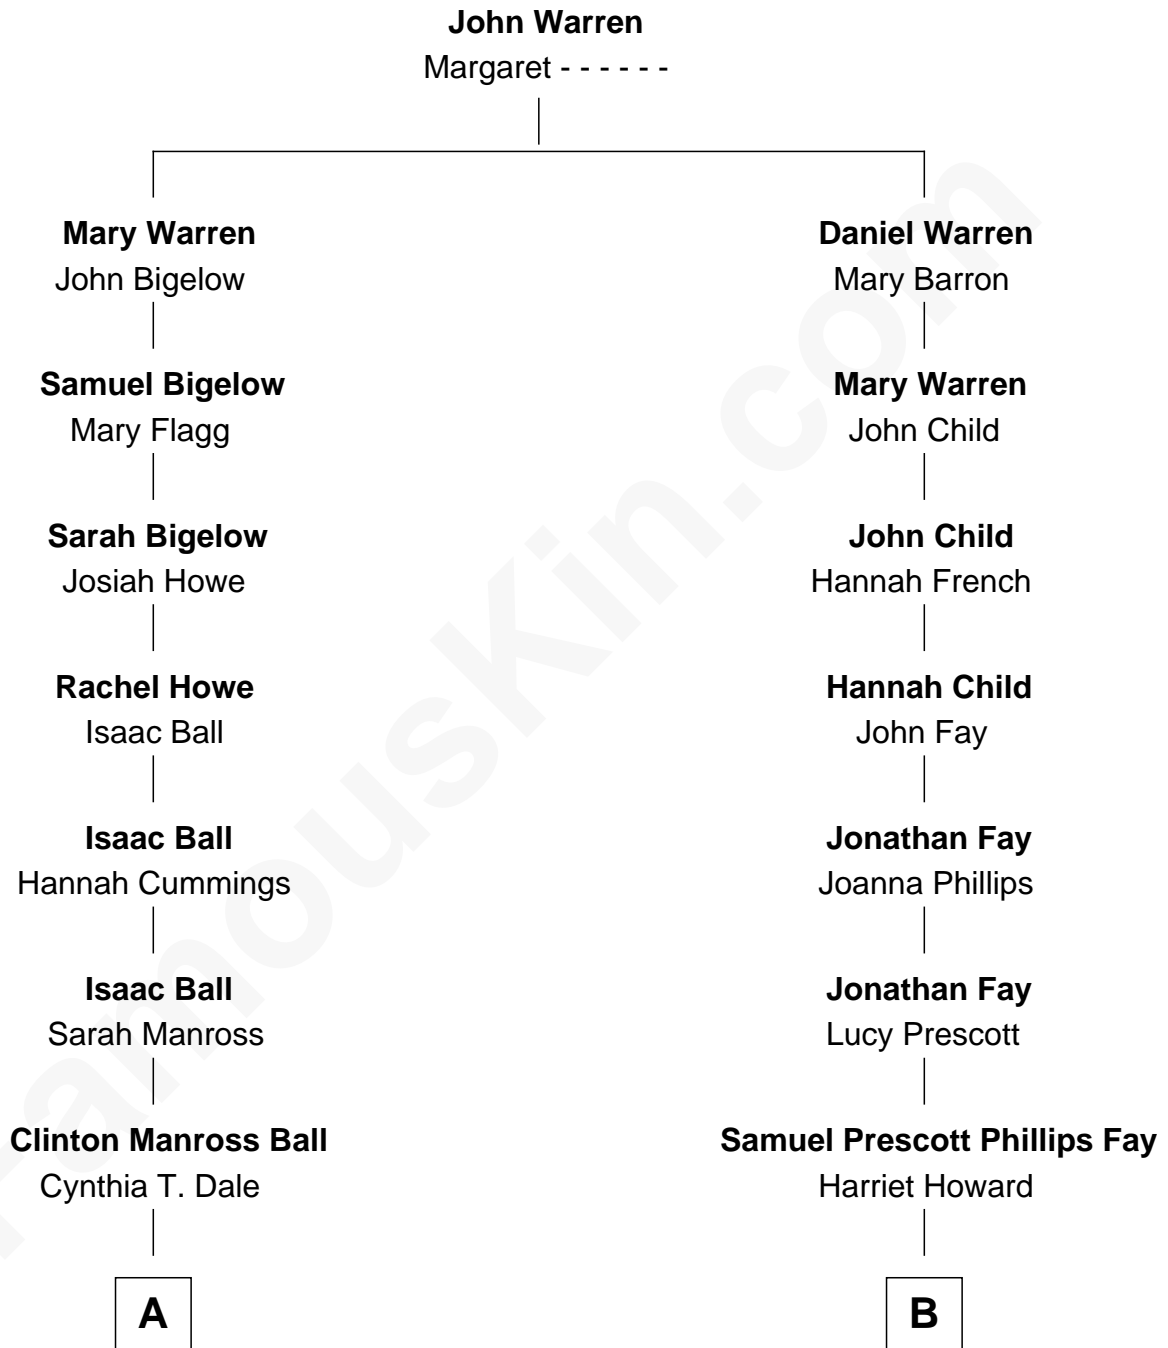 John Warren
Margaret - - - - - -
Mary Warren
John Bigelow
Daniel Warren
Mary Barron
Samuel Bigelow
Mary Flagg
Mary Warren
John Child
Sarah Bigelow
Josiah Howe
John Child
Hannah French
Rachel Howe
Isaac Ball
Hannah Child
John Fay
Isaac Ball
Hannah Cummings
Jonathan Fay
Joanna Phillips
Isaac Ball
Sarah Manross
Jonathan Fay
Lucy Prescott
Clinton Manross Ball
Cynthia T. Dale
Samuel Prescott Phillips Fay
Harriet Howard
A
B
FamousKin.com